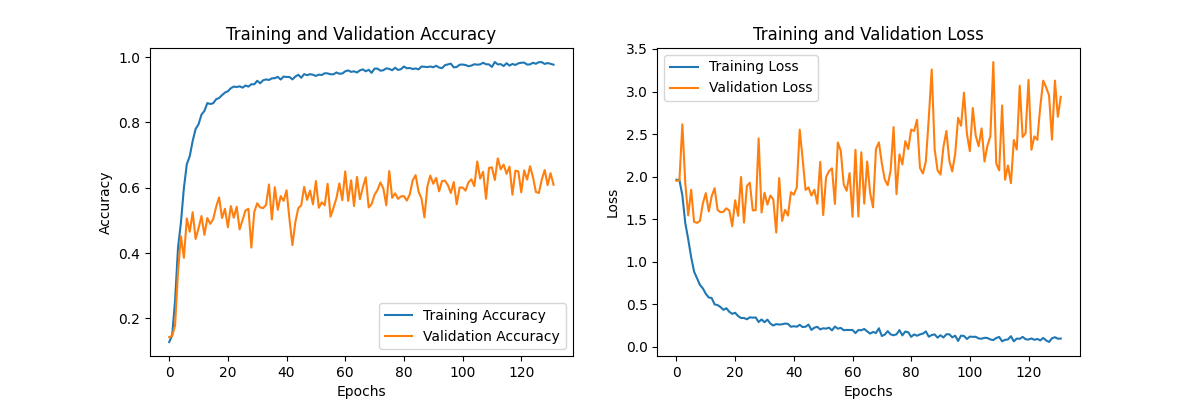 Training and Validation Accuracy
1.0
0.8
0.6
0.4
0.2
Accuracy
0
20
40
60
80
100
120
Epochs
Training Accuracy
Validation Accuracy
Training and Validation Loss
3.5
3.0
2.5
2.0
1.5
1.0
0.5
0.0
Loss
0
20
40
60
80
100
120
Epochs
Training Loss
Validation Loss